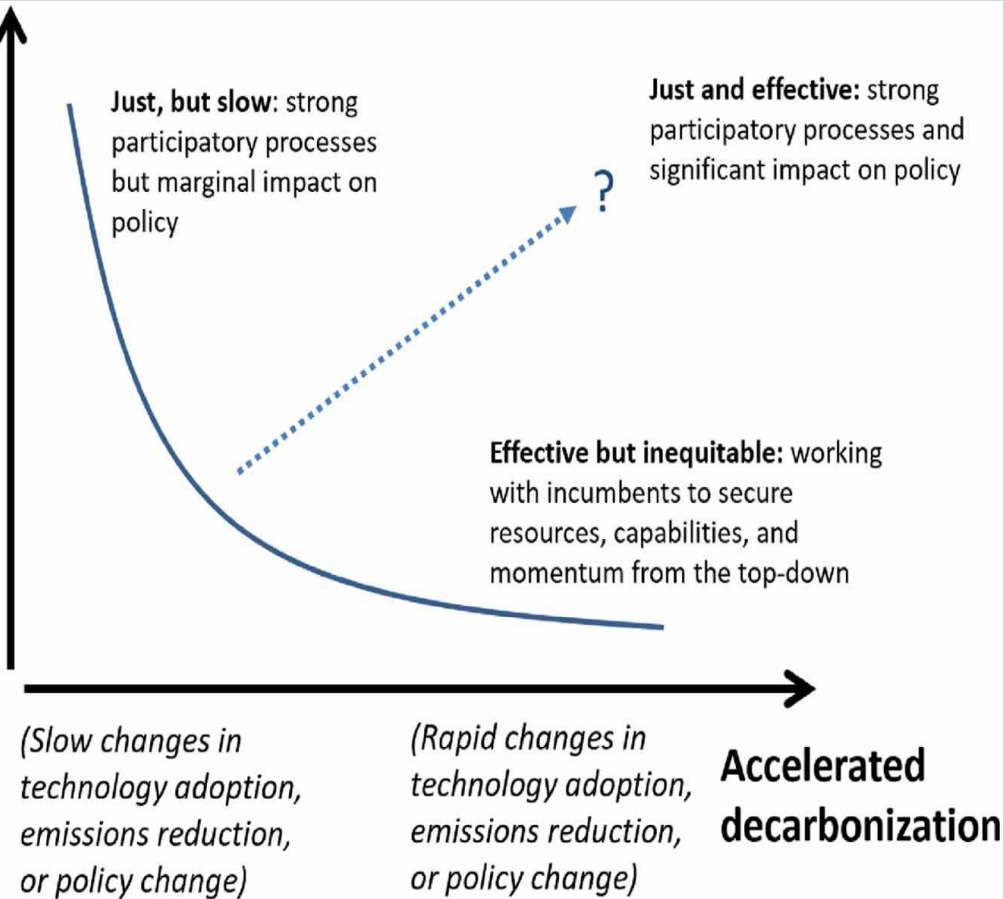 Just, but slow: strong
participatory processes
but marginal impact on
policy
Just and effective: strong
participatory processes and
significant impact on policy
?
Effective but inequitable: working
with incumbents to secure
resources, capabilities, and
momentum from the top-down
(Slow changes in
technology adoption,
emissions reduction,
or policy change)
(Rapid changes in
technology adoption,
emissions reduction,
or policy change)
Accelerated
decarbonization